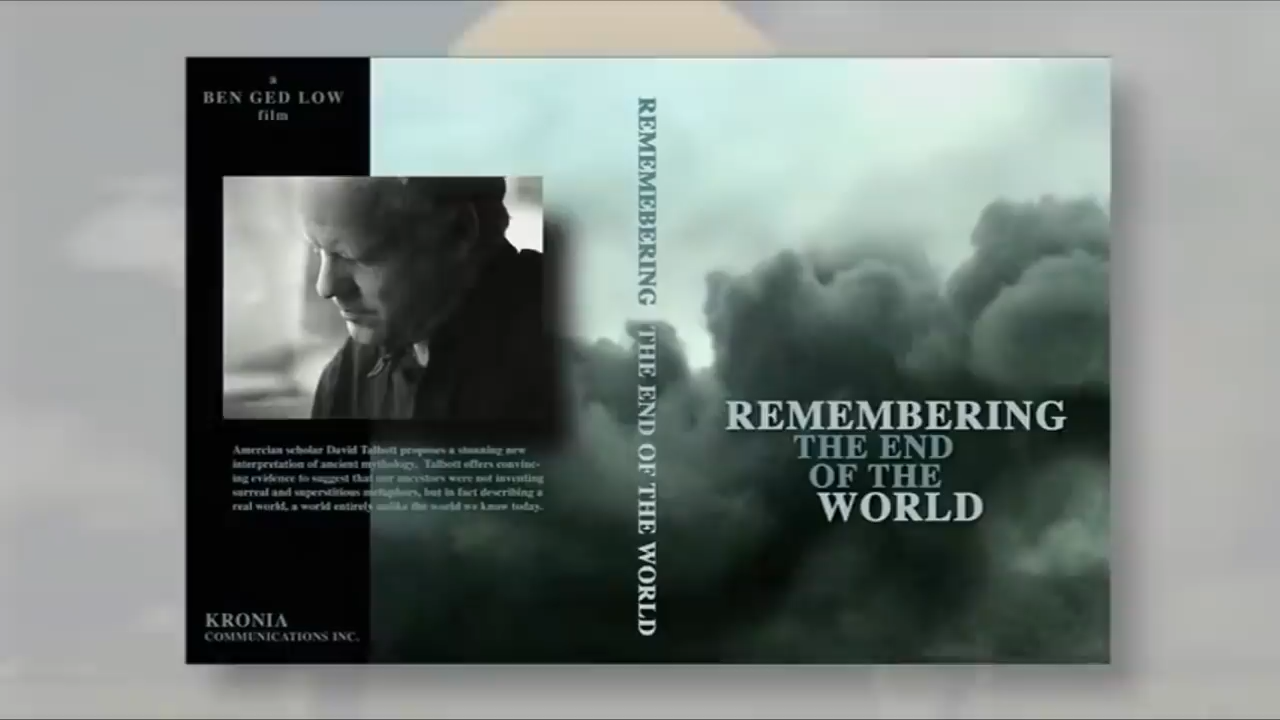 a
BEN GED LOW
film
Amercian scholar David Talbott proposes a stunning new
interpretation of ancient mythology. Talbott offers convinc-
ing evidence to suggest that our ancestors were not inventing
surreal and superstitious metaphors, but in fact describing a
real world, a world entirely unlike the world we know today.
KRONIA
COMMUNICATIONS INC.
REMEMEBERING THE END OF THE WORLD
REMEMBERING
THE END
OF THE
WORLD